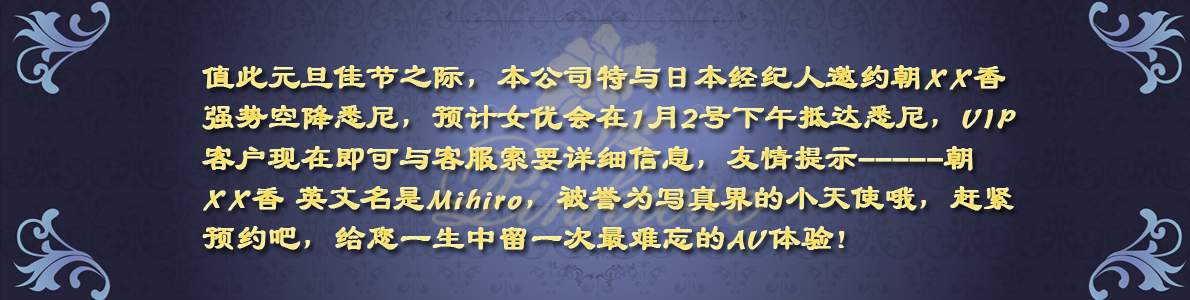 值此元旦佳节之际，本公司特与日本经纪人邀约朝XX香
强势空降悉尼，预计女优会在1月2号下午抵达悉尼，VIP
客户现在即可与客服索要详细信息，友情提示-----朝
XX香 英文名是Mihiro，被誉为写真界的小天使哦，赶紧
预约吧，给您一生中留一次最难忘的AV体验！